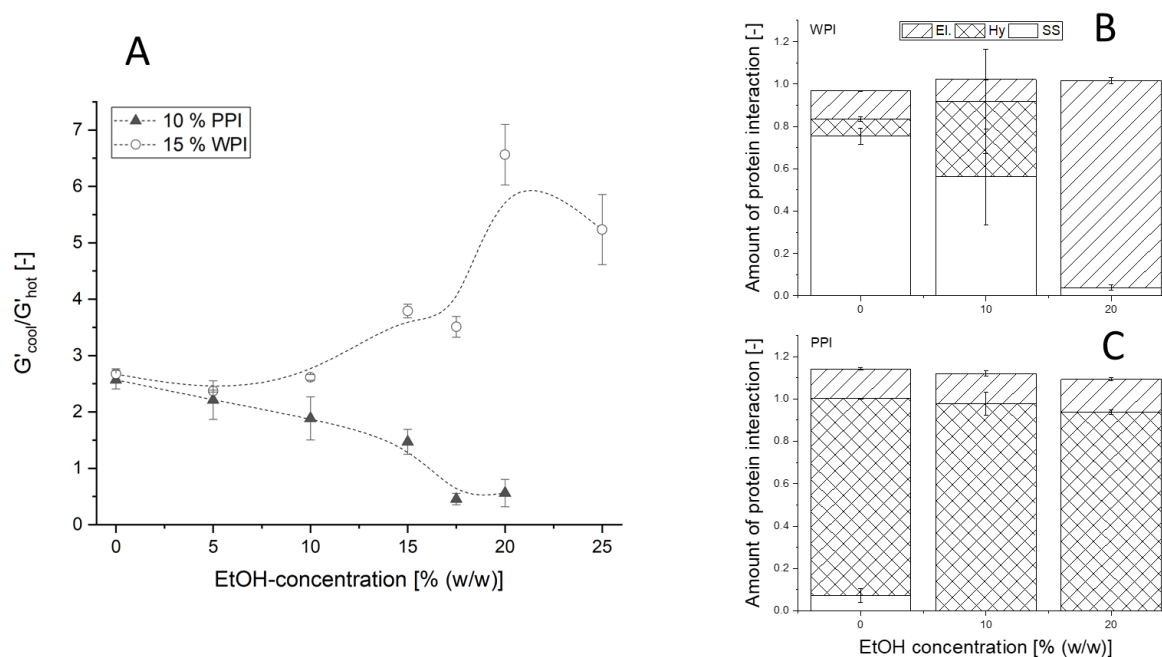 A
10 % PPI
15 % WPI
7
6
5
4
3
2
1
0
G'cool/G'hot [-]
0 5 10 15 20 25
EtOH-concentration [% (w/w)]
B
WPI
El. Hy SS
1.2
1.0
0.8
0.6
0.4
0.2
0.0
Amount of protein interaction [-]
0 10 20
C
PPI
1.2
1.0
0.8
0.6
0.4
0.2
0.0
Amount of protein interaction [-]
0 10 20
EtOH concentration [% (w/w)]